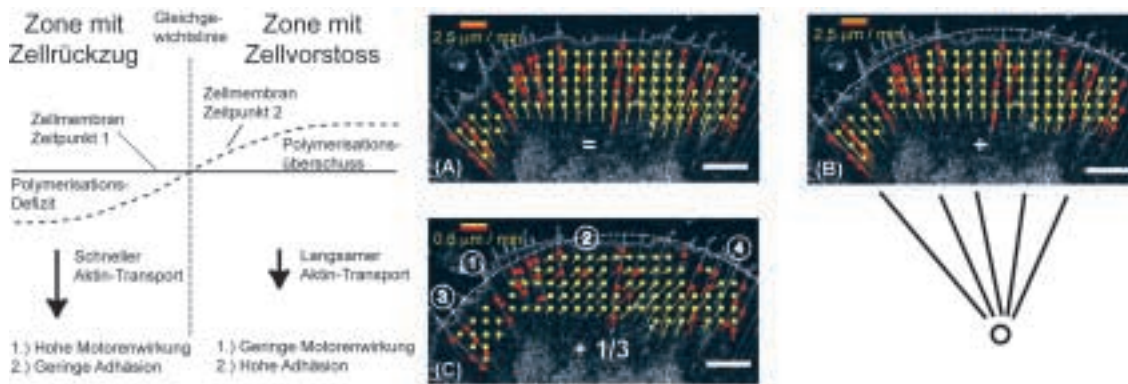 Zone mit
Zellrückzug
Gleichge-
wichtslinie
Zone mit
Zellvorstoss
Zellmembran
Zeitpunkt 1
Zellmembran
Zeitpunkt 2
Polymerisations-
Defizit
Polymerisations-
überschuss
Schneller
Aktin-Transport
Langsamer
Aktin-Transport
1.) Hohe Motorenwirkung
2.) Geringe Adhäsion
1.) Geringe Motorenwirkung
2.) Hohe Adhäsion
2.5 µm / min
=
(A)
2.5 µm / min
+
(B)
µm / min
1
2
3
4
1/3
(C)